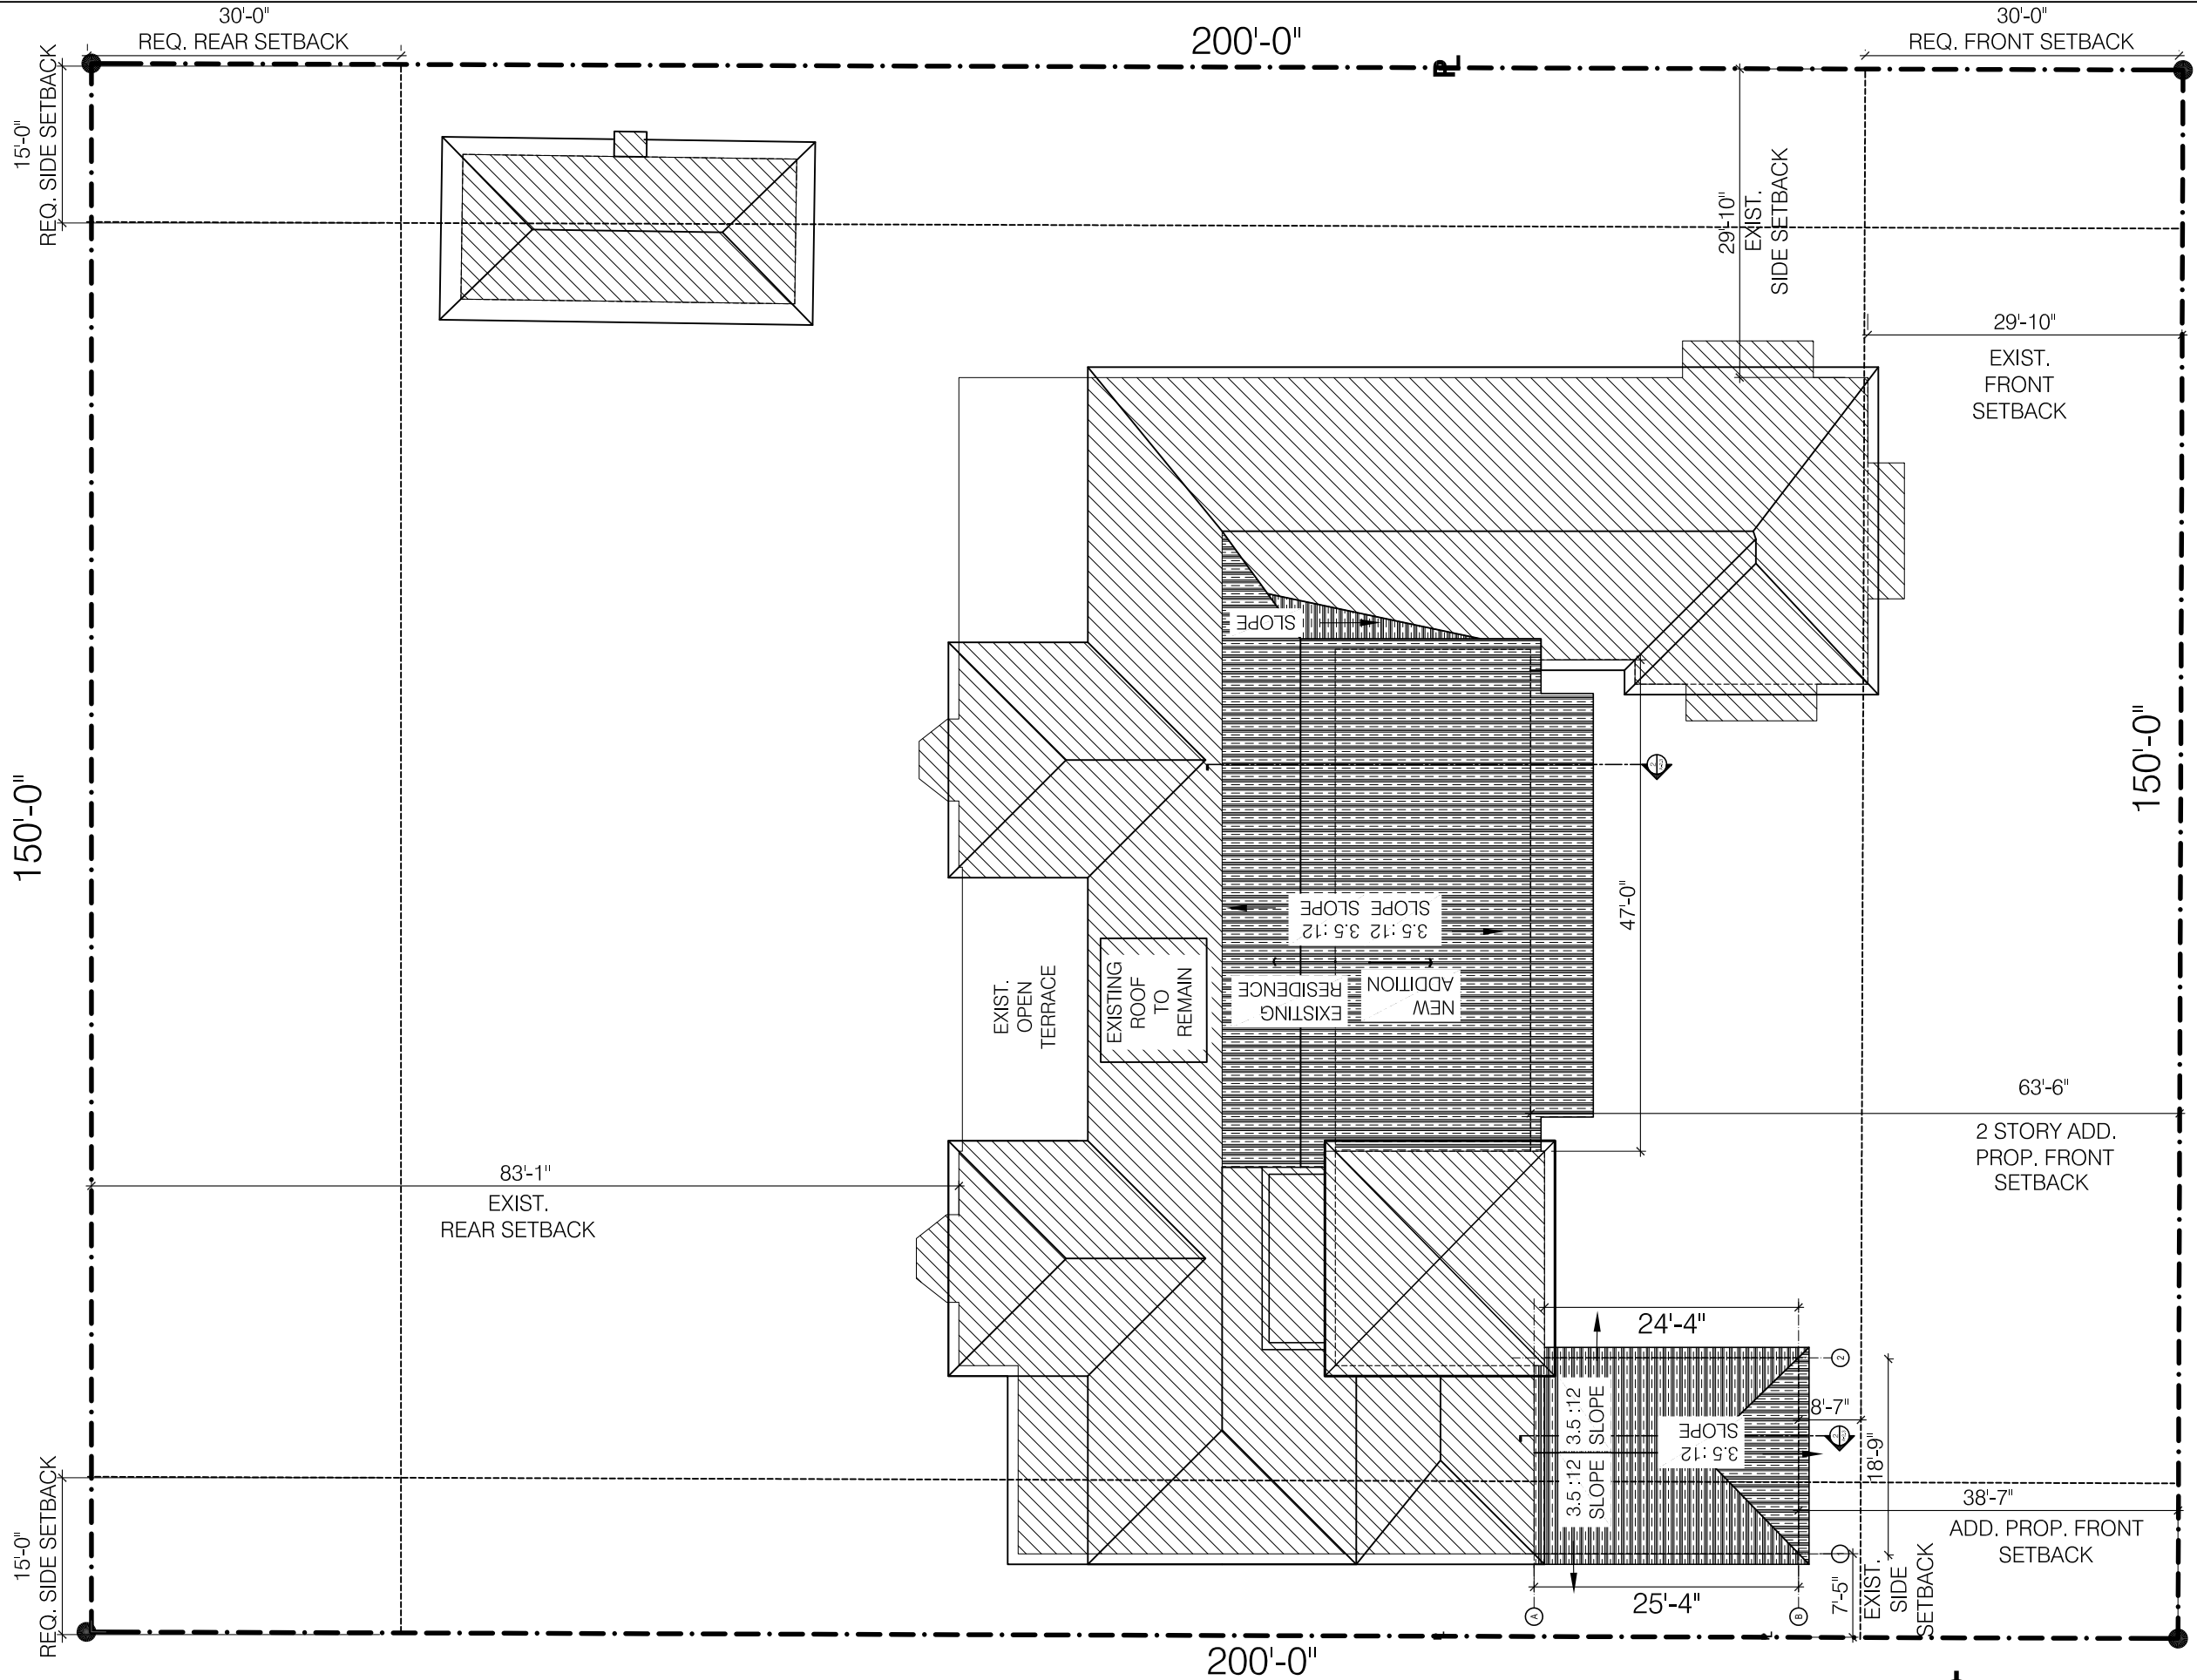 30'-0"
REQ. REAR SETBACK
200'-0"
30'-0"
REQ. FRONT SETBACK
PL
15'-0"
REQ. SIDE SETBACK
29'-10"
EXIST.
SIDE SETBACK
29'-10"
EXIST.
FRONT
SETBACK
SLOPE
150'-0"
150'-0"
47'-0"
3.5 :12
SLOPE
3.5 :12
SLOPE
EXIST.
OPEN
TERRACE
EXISTING
ROOF
TO
REMAIN
EXISTING
RESIDENCE
NEW
ADDITION
63'-6"
2 STORY ADD.
PROP. FRONT
SETBACK
83'-1"
EXIST.
REAR SETBACK
24'-4"
2
3.5 :12
SLOPE
3.5 :12
SLOPE
3.5 :12
SLOPE
8'-7"
18'-9"
38'-7"
ADD. PROP. FRONT
SETBACK
15'-0"
REQ. SIDE SETBACK
25'-4"
A
B
7'-5"
EXIST.
SIDE
SETBACK
200'-0"